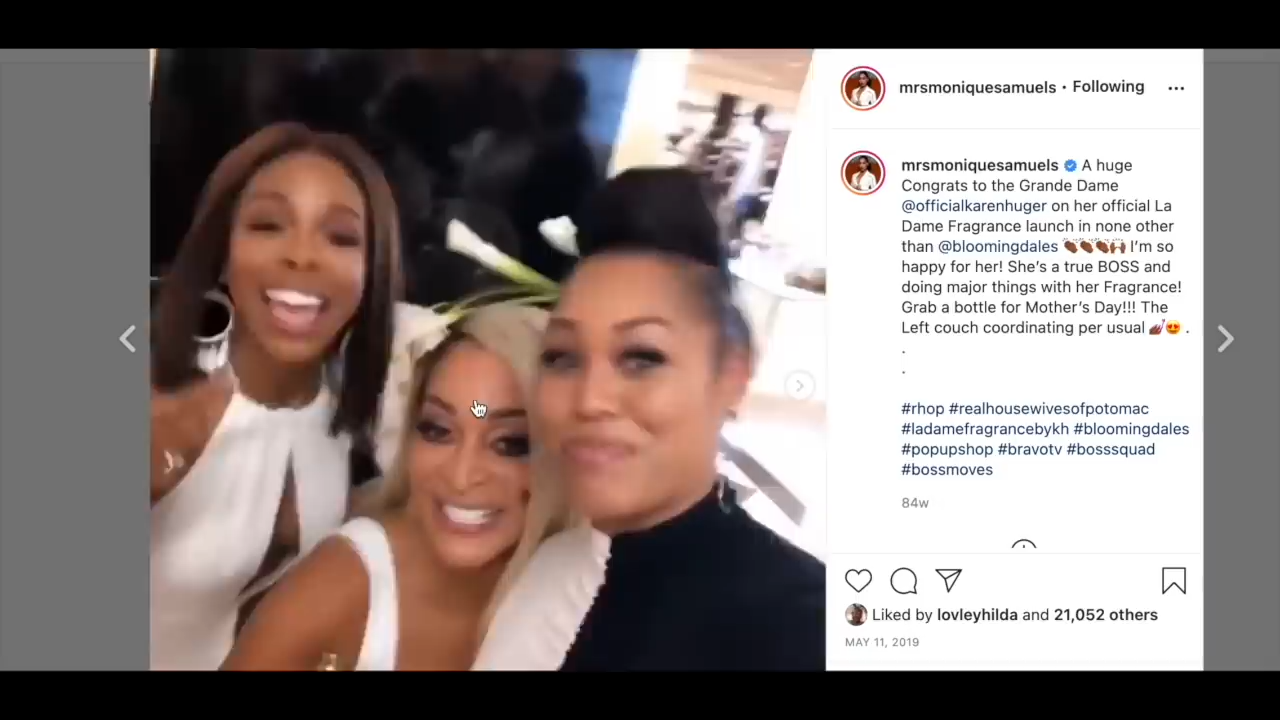 mrsmoniquesamuels • Following
mrsmoniquesamuels A huge
Congrats to the Grande Dame
@officialkarenhuger on her official La
Dame Fragrance launch in none other
than @bloomingdales 👏🏾👏🏾👏🏾🙌🏾 I’m so
happy for her! She’s a true BOSS and
doing major things with her Fragrance!
Grab a bottle for Mother’s Day!!! The
Left couch coordinating per usual 💅🏾😍 .
.
.
#rhop #realhousewivesofpotomac
#ladamefragrancebykh #bloomingdales
#popupshop #bravotv #bosssquad
#bossmoves
84w
Liked by lovleyhilda and 21,052 others
MAY 11, 2019